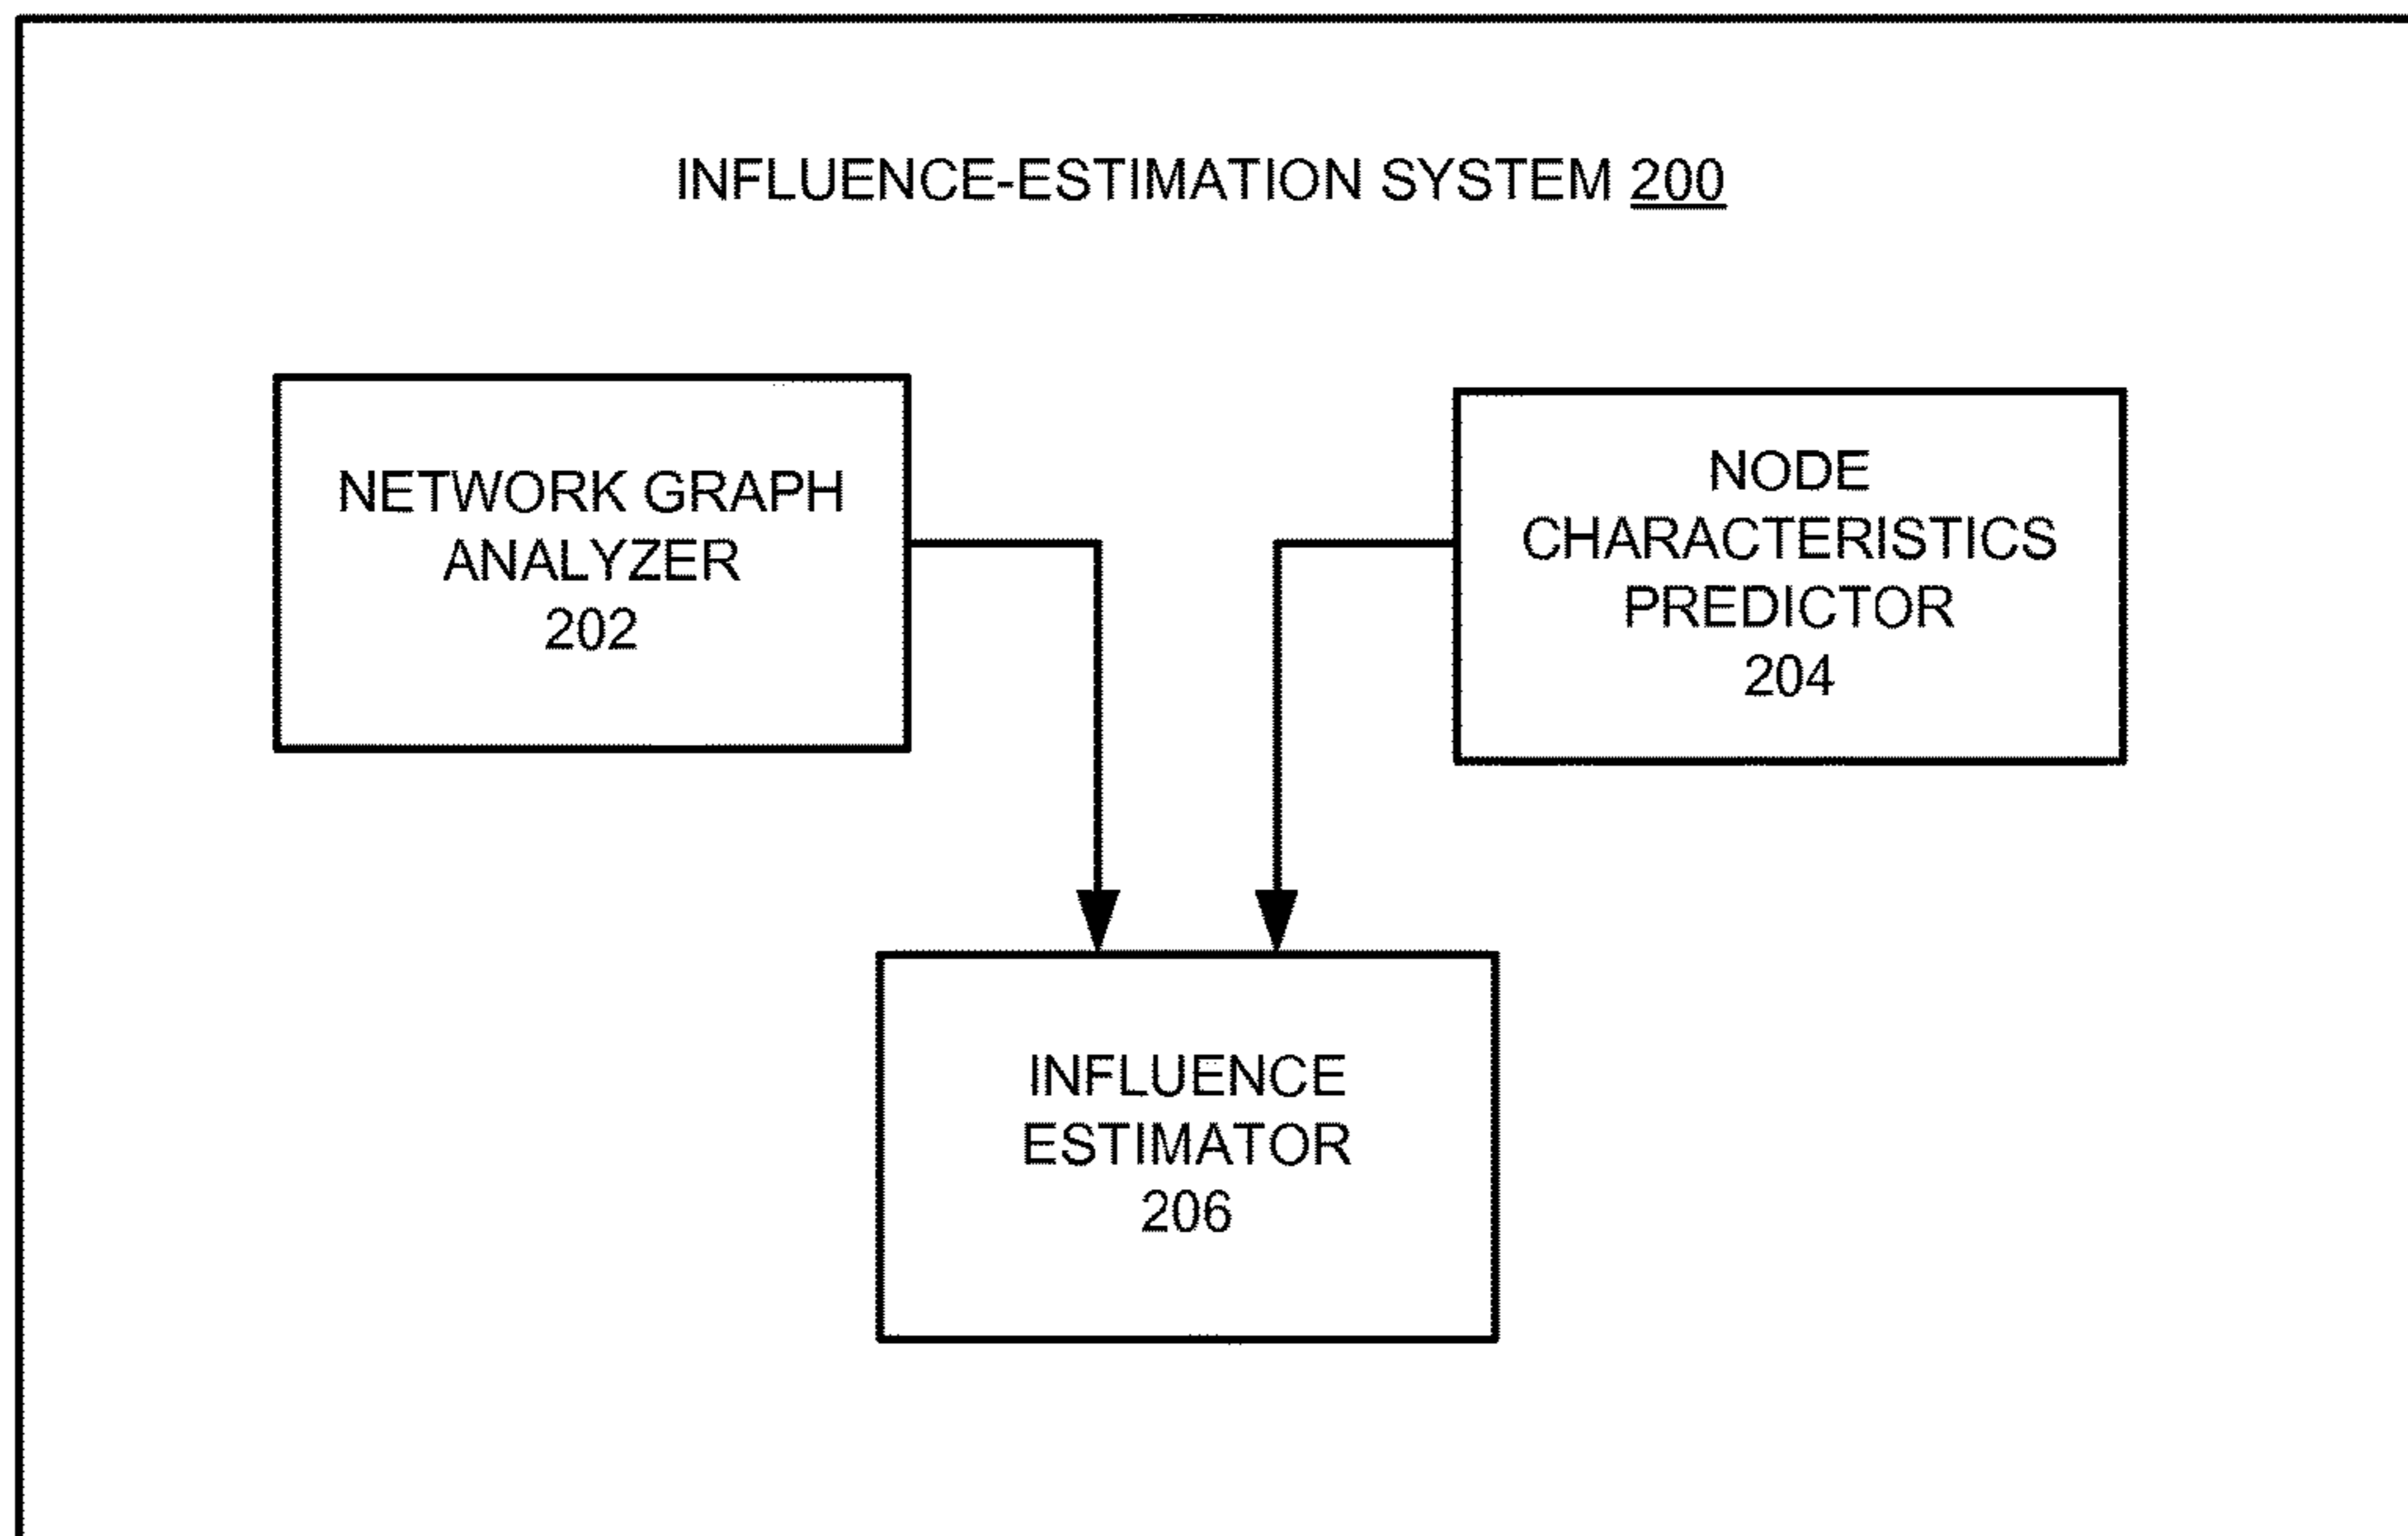 INFLUENCE-ESTIMATION SYSTEM 200
NETWORK GRAPH
ANALYZER
202
NODE
CHARACTERISTICS
PREDICTOR
204
INFLUENCE
ESTIMATOR
206